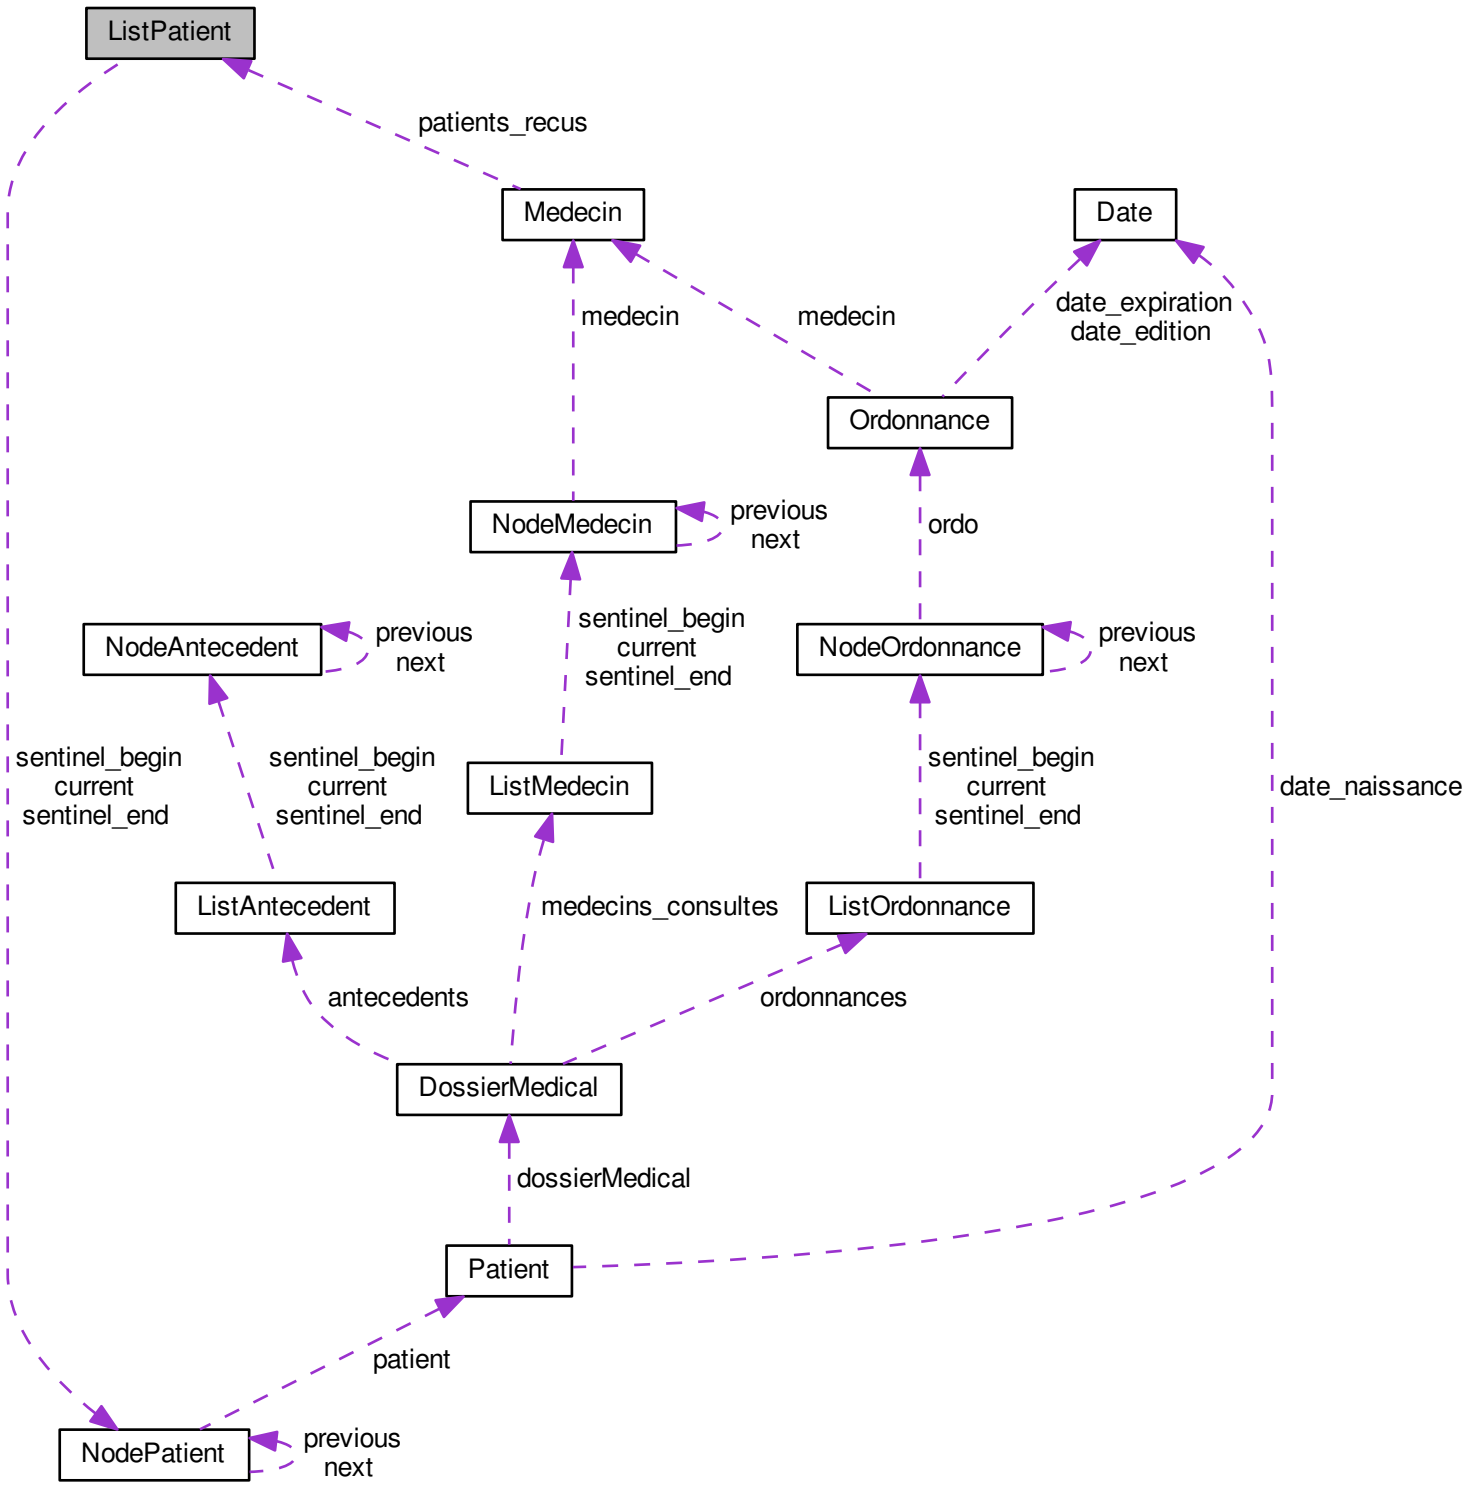 ListPatient
patients_recus
Medecin
Date
medecin
medecin
date_expiration
date_edition
Ordonnance
NodeMedecin
previous
next
ordo
NodeAntecedent
previous
next
sentinel_begin
current
sentinel_end
NodeOrdonnance
previous
next
sentinel_begin
current
sentinel_end
sentinel_begin
current
sentinel_end
ListMedecin
sentinel_begin
current
sentinel_end
date_naissance
ListAntecedent
medecins_consultes
ListOrdonnance
antecedents
ordonnances
DossierMedical
dossierMedical
Patient
patient
NodePatient
previous
next